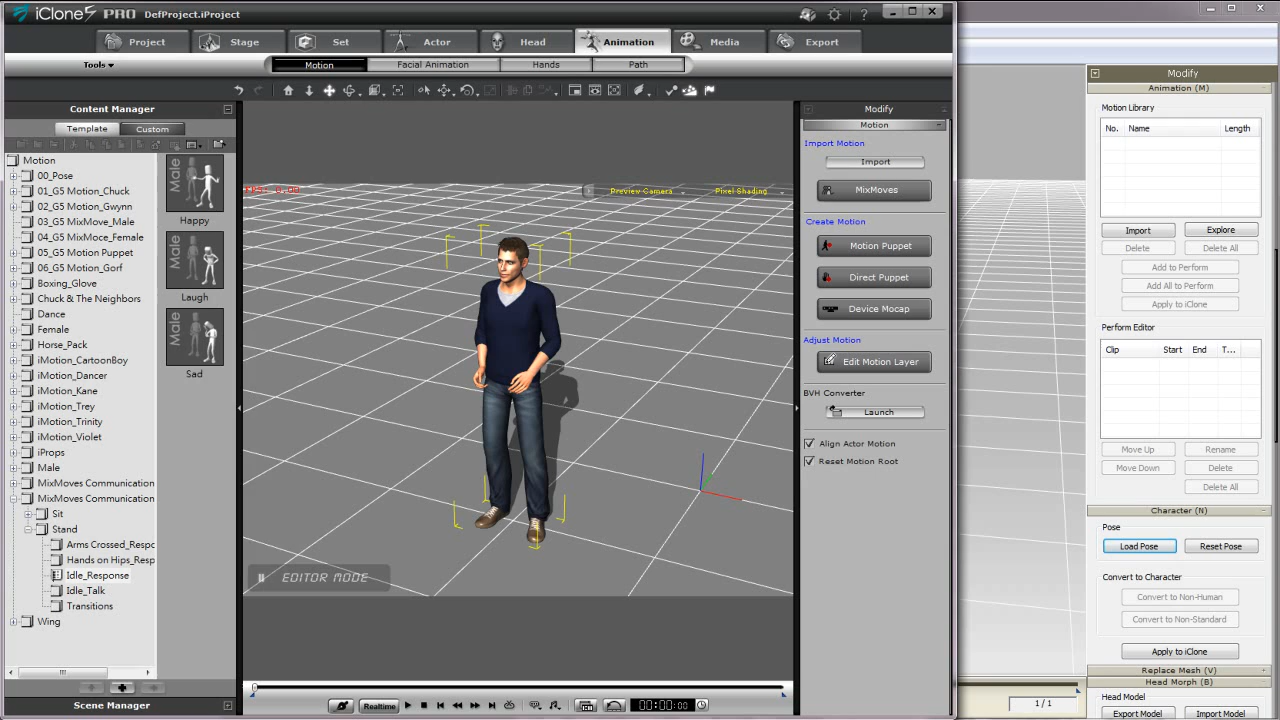 iClone5 PRO DefProject.iProject
Project Stage Set Actor Head Animation Media Export
Tools Motion Facial Animation Hands Path
Content Manager
Template Custom
Motion
00_Pose
01_G5 Motion_Chuck
02_G5 Motion_Gwynn
03_G5 MixMove_Male
04_G5 MixMoce_Female
05_G5 Motion Puppet
06_G5 Motion_Gorf
Boxing_Glove
Chuck & The Neighbors
Dance
Female
Horse_Pack
iMotion_CartoonBoy
iMotion_Dancer
iMotion_Kane
iMotion_Trey
iMotion_Trinity
iMotion_Violet
iProps
Male
MixMoves Communication
MixMoves Communication
Sit
Stand
Arms Crossed_Respc
Hands on Hips_Resp
Idle_Response
Idle_Talk
Transitions
Wing
Scene Manager
Male
Happy
Male
Laugh
Male
Sad
Preview Camera Pixel Shading
EDITOR MODE
Realtime 00:00:00
Modify
Motion
Import Motion
Import
MixMoves
Create Motion
Motion Puppet
Direct Puppet
Device Mocap
Adjust Motion
Edit Motion Layer
BVH Converter
Launch
Align Actor Motion
Reset Motion Root
Modify
Animation (M)
Motion Library
No. Name Length
Import Explore
Delete Delete All
Add to Perform
Add All to Perform
Apply to iClone
Perform Editor
Clip Start End T...
Move Up Rename
Move Down Delete
Delete All
Character (N)
Pose
Load Pose Reset Pose
Convert to Character
Convert to Non-Human
Convert to Non-Standard
Apply to iClone
Replace Mesh (V)
Head Morph (B)
Head Model
Export Model Import Model
1 / 1